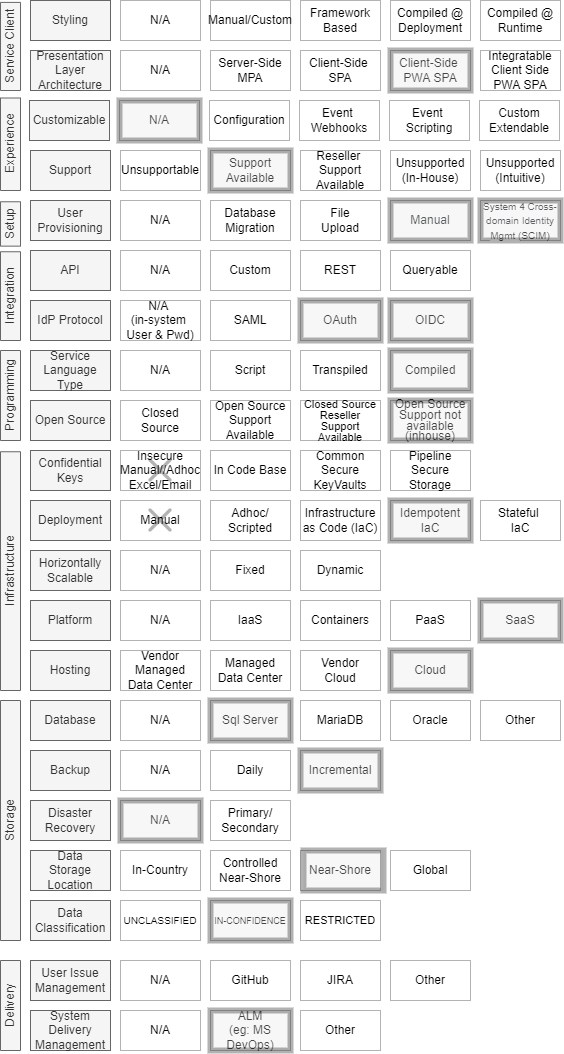 Service Client
Styling
N/A
Manual/Custom
Framework
Based
Compiled @
Deployment
Compiled @
Runtime
Presentation
Layer
Architecture
N/A
Server-Side
MPA
Client-Side
SPA
Client-Side
PWA SPA
Integratable
Client Side
PWA SPA
Experience
Customizable
N/A
Configuration
Event
Webhooks
Event
Scripting
Custom
Extendable
Support
Unsupportable
Support
Available
Reseller
Support
Available
Unsupported
(In-House)
Unsupported
(Intuitive)
Setup
User
Provisioning
N/A
Database
Migration
File
Upload
Manual
System 4 Cross-
domain Identity
Mgmt (SCIM)
Integration
API
N/A
Custom
REST
Queryable
IdP Protocol
N/A
(in-system
User & Pwd)
SAML
OAuth
OIDC
Programming
Service
Language
Type
N/A
Script
Transpiled
Compiled
Open Source
Closed
Source
Open Source
Support
Available
Closed Source
Reseller
Support
Available
Open Source
Support not
available
(inhouse)
Infrastructure
Confidential
Keys
Insecure
Manual/Adhoc
Excel/Email
In Code Base
Common
Secure
KeyVaults
Pipeline
Secure
Storage
Deployment
Manual
Adhoc/
Scripted
Infrastructure
as Code (IaC)
Idempotent
IaC
Stateful
IaC
Horizontally
Scalable
N/A
Fixed
Dynamic
Platform
N/A
IaaS
Containers
PaaS
SaaS
Hosting
Vendor
Managed
Data Center
Managed
Data Center
Vendor
Cloud
Cloud
Storage
Database
N/A
Sql Server
MariaDB
Oracle
Other
Backup
N/A
Daily
Incremental
Disaster
Recovery
N/A
Primary/
Secondary
Data
Storage
Location
In-Country
Controlled
Near-Shore
Near-Shore
Global
Data
Classification
UNCLASSIFIED
IN-CONFIDENCE
RESTRICTED
Delivery
User Issue
Management
N/A
GitHub
JIRA
Other
System
Delivery
Management
N/A
ALM
(eg: MS
DevOps)
Other